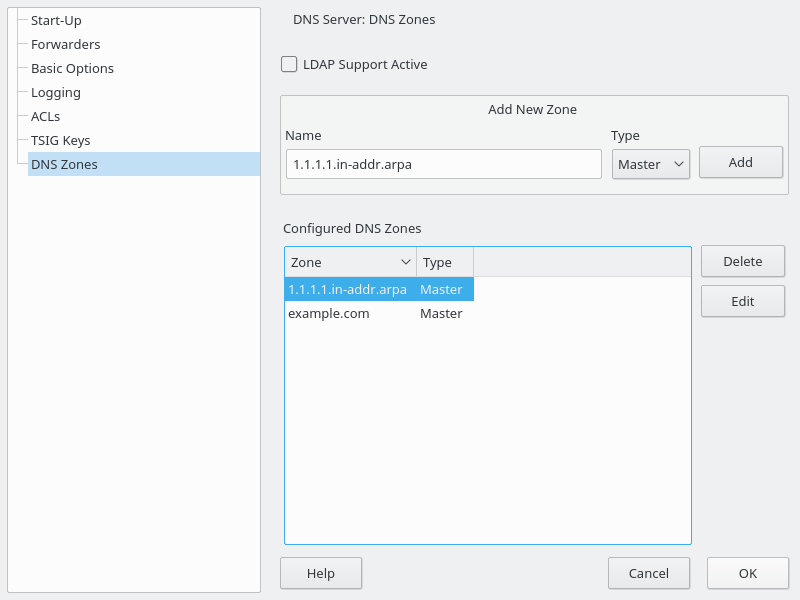 Start-Up
Forwarders
Basic Options
Logging
ACLs
TSIG Keys
DNS Zones
DNS Server: DNS Zones
LDAP Support Active
Add New Zone
Name Type
1.1.1.1.in-addr.arpa Master Add
Configured DNS Zones
Zone Type Delete
1.1.1.1.in-addr.arpa Master Edit
example.com Master
Help Cancel OK